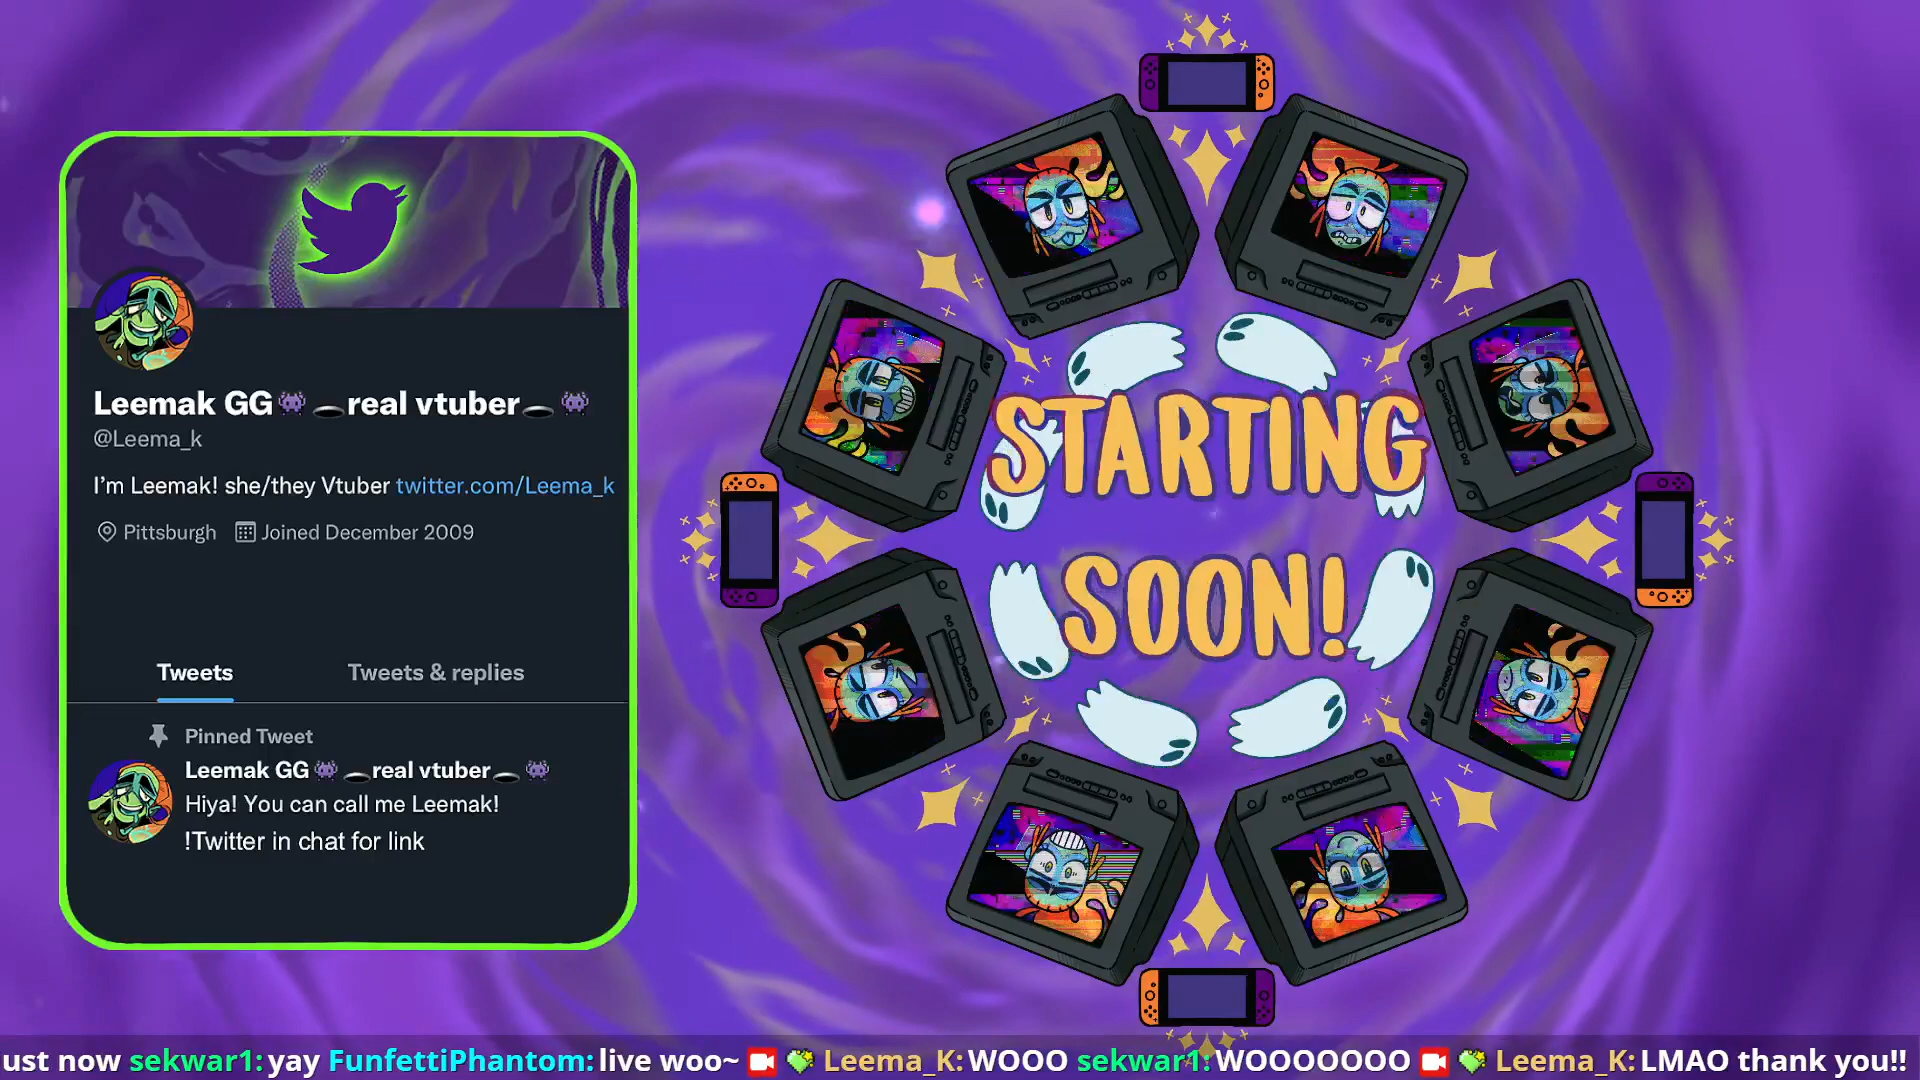 Leemak GG👾🕳️real vtuber🕳️👾
@Leema_k
I'm Leemak! she/they Vtuber twitter.com/Leema_k
Pittsburgh Joined December 2009
Tweets Tweets & replies
Pinned Tweet
Leemak GG👾🕳️real vtuber🕳️👾
Hiya! You can call me Leemak!
!Twitter in chat for link
STARTING
SOON!
ust now sekwar1: yay FunfettiPhantom: live woo~ Leema_K: WOOO sekwar1: WOOOOOOO Leema_K: LMAO thank you!!